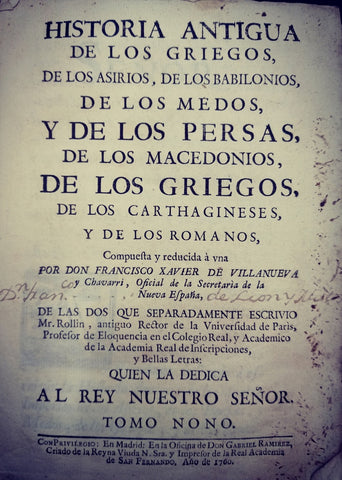 HISTORIA ANTIGUA
DE LOS GRIEGOS,
DE LOS ASIRIOS, DE LOS BABILONIOS,
DE LOS MEDOS,
Y DE LOS PERSAS,
DE LOS MACEDONIOS,
DE LOS GRIEGOS,
DE LOS CARTHAGINESES,
Y DE LOS ROMANOS,
Compuesta y reducida à vna
POR DON FRANCISCO XAVIER DE VILLANUEVA
y Chavarri, Oficial de la Secretarìa de la
Nueva España,
DE LAS DOS QUE SEPARADAMENTE ESCRIVIO
Mr. Rollin, antiguo Rector de la Vniversidad de Paris,
Profesor de Eloquencia en el Colegio Real, y Academico
de la Academia Real de Inscripciones,
y Bellas Letras:
QUIEN LA DEDICA
AL REY NUESTRO SEÑOR.
TOMO NONO.
CON PRIVILEGIO: En Madrid: En la Oficina de DON GABRIEL RAMIREZ,
Criado de la Reyna Viuda N. Sra. y Impresor de la Real Academia
de SAN FERNANDO, Año de 1760.